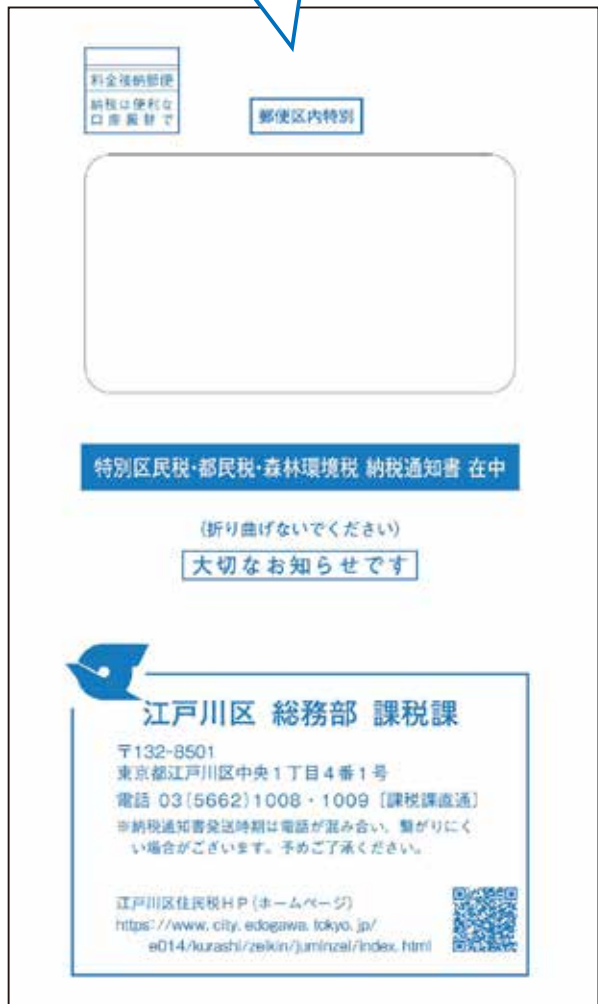 料金後納郵便
納税は便利な
口座振替で
郵便区内特別
特別区民税・都民税・森林環境税 納税通知書 在中
(折り曲げないでください)
大切なお知らせです
江戸川区 総務部 課税課
〒132-8501
東京都江戸川区中央1丁目4番1号
電話 03(5662)1008・1009〔課税課直通〕
※納税通知書発送時期は電話が混み合い、繋がりにく
い場合がございます。予めご了承ください。
江戸川区住民税HP(ホームページ)
https://www.city.edogawa.tokyo.jp/
e014/kurashi/zeikin/juminzei/index.html